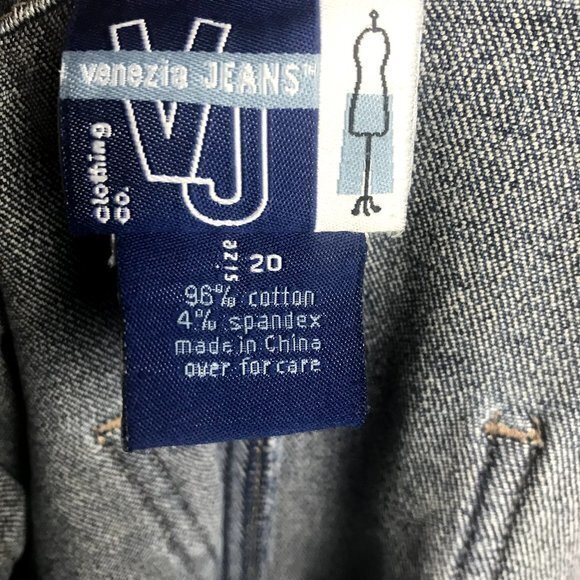 VJ
venezia JEANS™
Clothing
Co.
size 20
96% cotton
4% spandex
made in China
over for care